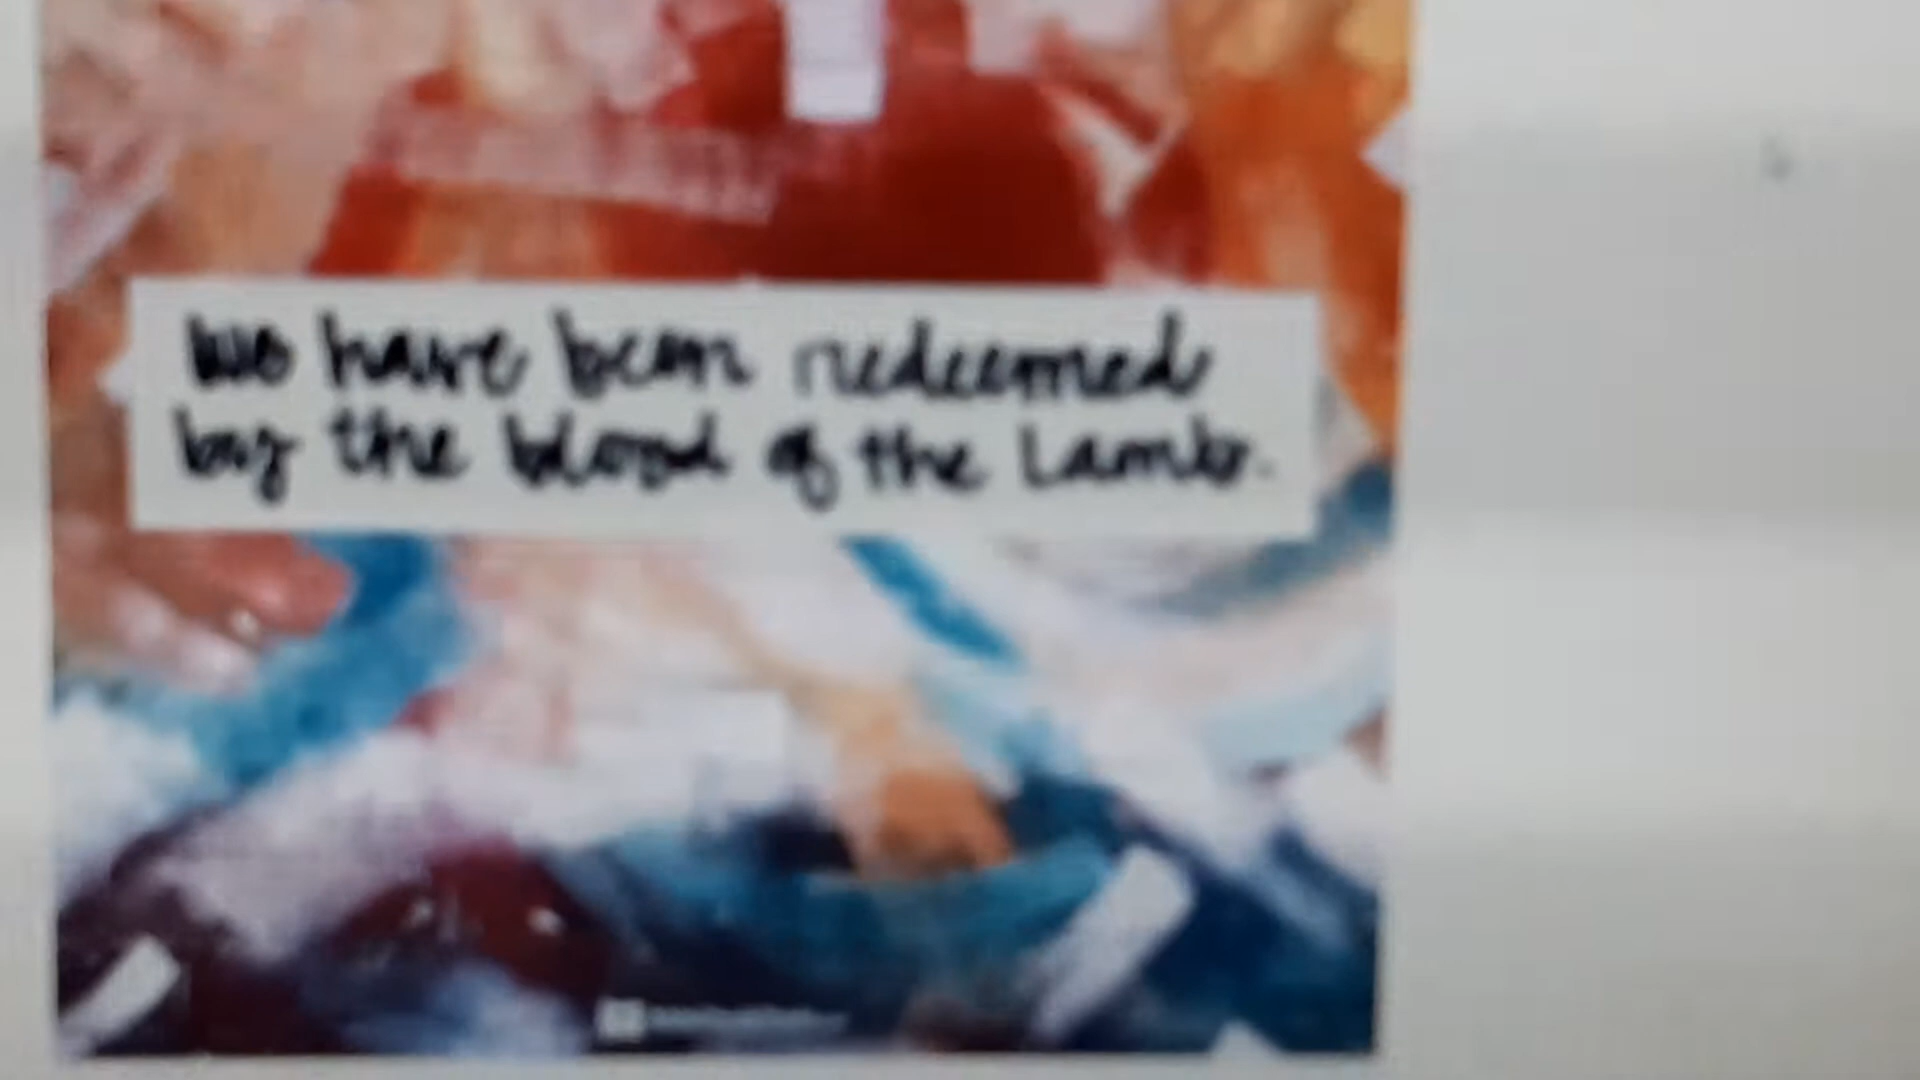 We have been redeemed
by the blood of the Lamb.